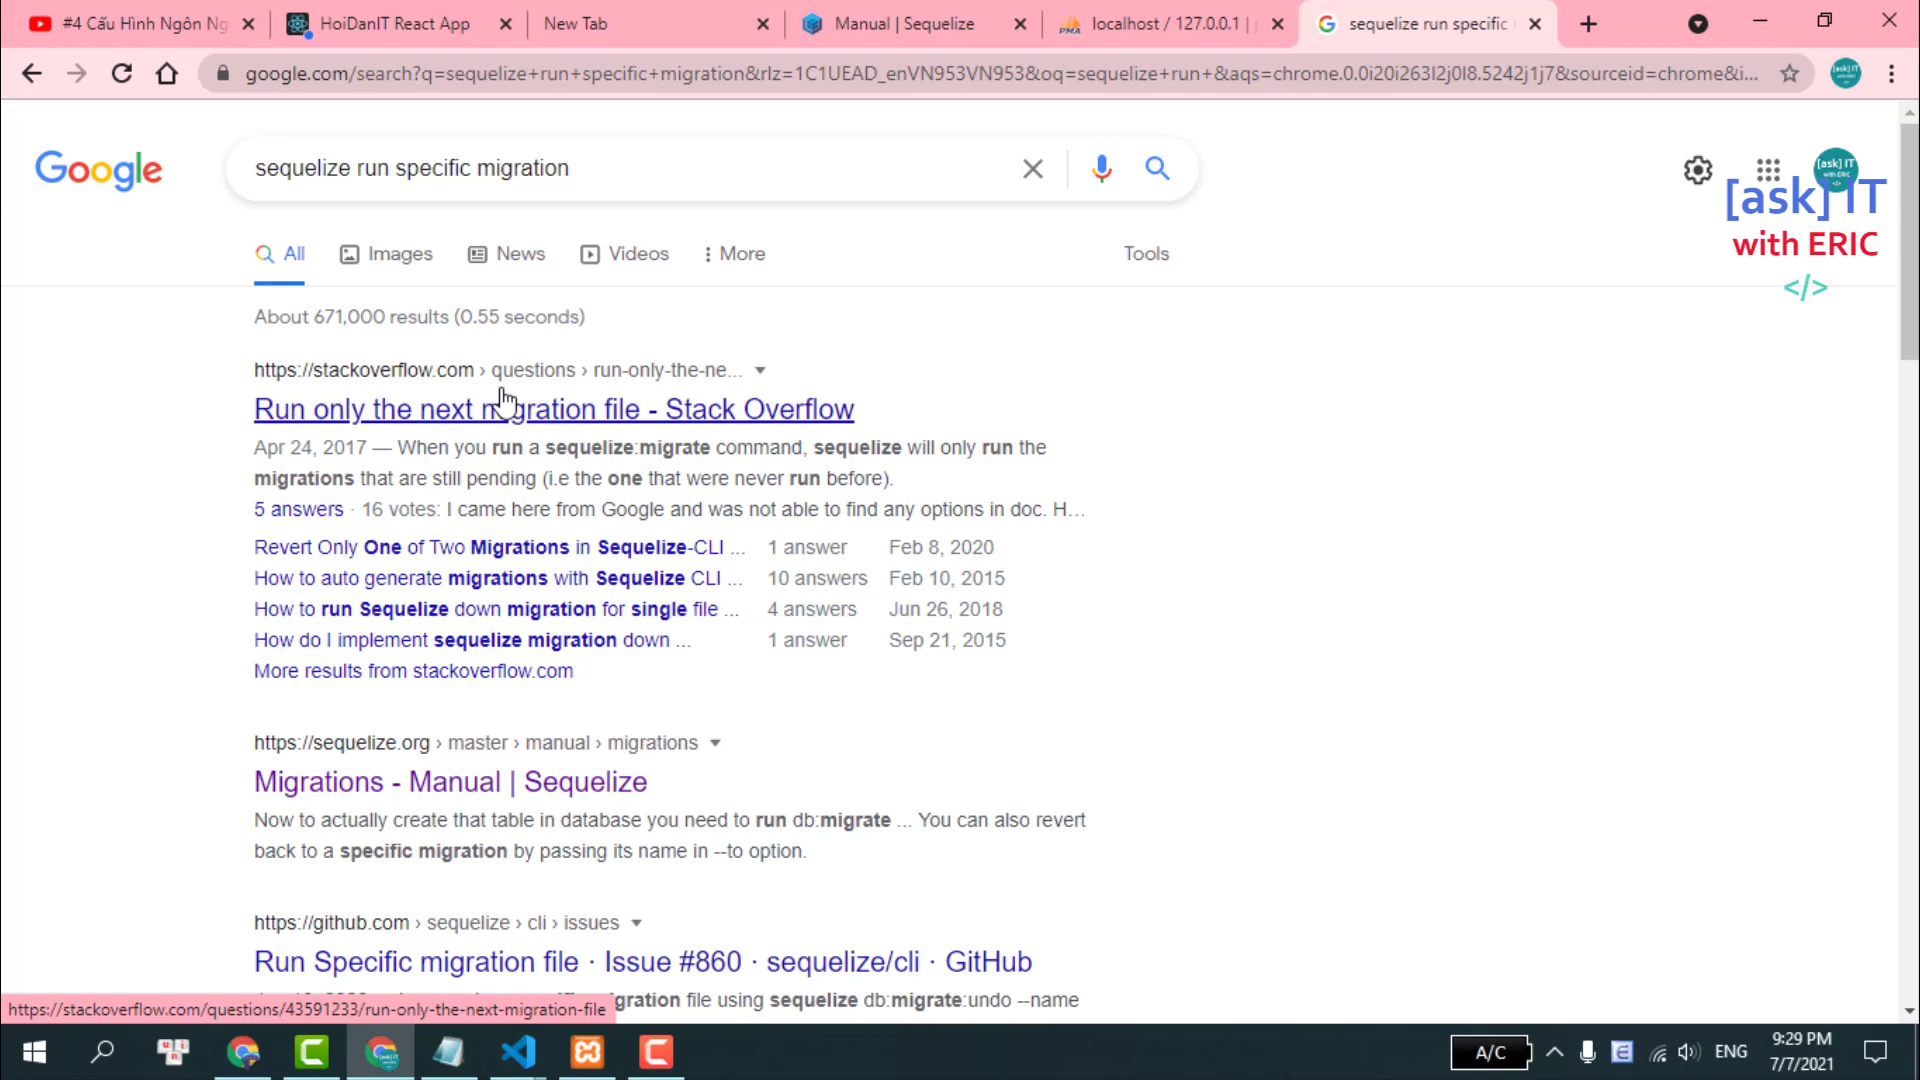 #4 Cấu Hình Ngôn Ng
HoiDanIT React App
New Tab
Manual | Sequelize
localhost / 127.0.0.1 |
sequelize run specific
google.com/search?q=sequelize+run+specific+migration&rlz=1C1UEAD_enVN953VN953&oq=sequelize+run+&aqs=chrome.0.0i20i263l2j0l8.5242j1j7&sourceid=chrome&i...
Google
sequelize run specific migration
[ask] IT
with ERIC
</>
All
Images
News
Videos
More
Tools
About 671,000 results (0.55 seconds)
https://stackoverflow.com › questions › run-only-the-ne...
Run only the next migration file - Stack Overflow
Apr 24, 2017 — When you run a sequelize:migrate command, sequelize will only run the
migrations that are still pending (i.e the one that were never run before).
5 answers · 16 votes: I came here from Google and was not able to find any options in doc. H...
Revert Only One of Two Migrations in Sequelize-CLI ... 1 answer Feb 8, 2020
How to auto generate migrations with Sequelize CLI ... 10 answers Feb 10, 2015
How to run Sequelize down migration for single file ... 4 answers Jun 26, 2018
How do I implement sequelize migration down ... 1 answer Sep 21, 2015
More results from stackoverflow.com
https://sequelize.org › master › manual › migrations
Migrations - Manual | Sequelize
Now to actually create that table in database you need to run db:migrate ... You can also revert
back to a specific migration by passing its name in --to option.
https://github.com › sequelize › cli › issues
Run Specific migration file · Issue #860 · sequelize/cli · GitHub
gration file using sequelize db:migrate:undo --name
https://stackoverflow.com/questions/43591233/run-only-the-next-migration-file
A/C
ENG
9:29 PM
7/7/2021